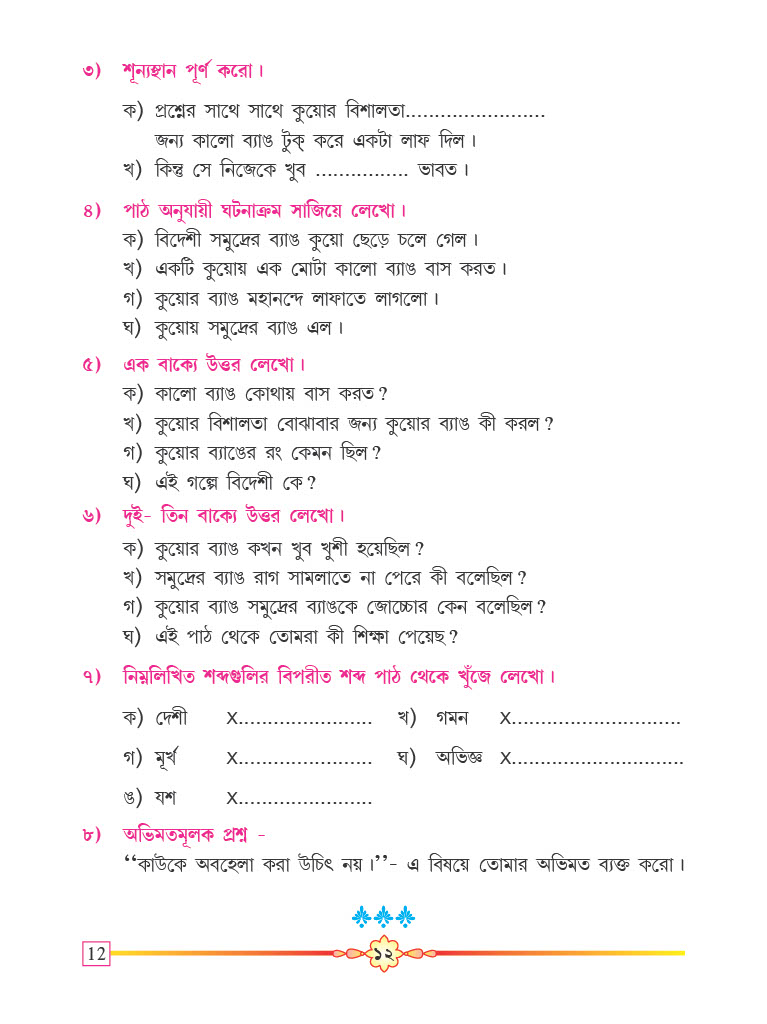 ৩) শূন্যস্থান পূর্ণ করো।
ক) প্রশ্নের সাথে সাথে কুয়োর বিশালতা........................
জন্য কালো ব্যাঙ টুক্ করে একটা লাফ দিল।
খ) কিন্তু সে নিজেকে খুব ................ ভাবত।
৪) পাঠ অনুযায়ী ঘটনাক্রম সাজিয়ে লেখো।
ক) বিদেশী সমুদ্রের ব্যাঙ কুয়ো ছেড়ে চলে গেল।
খ) একটি কুয়োয় এক মোটা কালো ব্যাঙ বাস করত।
গ) কুয়োর ব্যাঙ মহানন্দে লাফাতে লাগলো।
ঘ) কুয়োয় সমুদ্রের ব্যাঙ এল।
৫) এক বাক্যে উত্তর লেখো।
ক) কালো ব্যাঙ কোথায় বাস করত?
খ) কুয়োর বিশালতা বোঝাবার জন্য কুয়োর ব্যাঙ কী করল?
গ) কুয়োর ব্যাঙের রং কেমন ছিল?
ঘ) এই গল্পে বিদেশী কে?
৬) দুই- তিন বাক্যে উত্তর লেখো।
ক) কুয়োর ব্যাঙ কখন খুব খুশী হয়েছিল?
খ) সমুদ্রের ব্যাঙ রাগ সামলাতে না পেরে কী বলেছিল?
গ) কুয়োর ব্যাঙ সমুদ্রের ব্যাঙকে জোচ্চোর কেন বলেছিল?
ঘ) এই পাঠ থেকে তোমরা কী শিক্ষা পেয়েছ?
৭) নিম্নলিখিত শব্দগুলির বিপরীত শব্দ পাঠ থেকে খুঁজে লেখো।
ক) দেশী x....................... খ) গমন x.............................
গ) মূর্খ x....................... ঘ) অভিজ্ঞ x..............................
ঙ) যশ x.......................
৮) অভিমতমূলক প্রশ্ন -
‘‘কাউকে অবহেলা করা উচিৎ নয়।’’- এ বিষয়ে তোমার অভিমত ব্যক্ত করো।
12 ১২